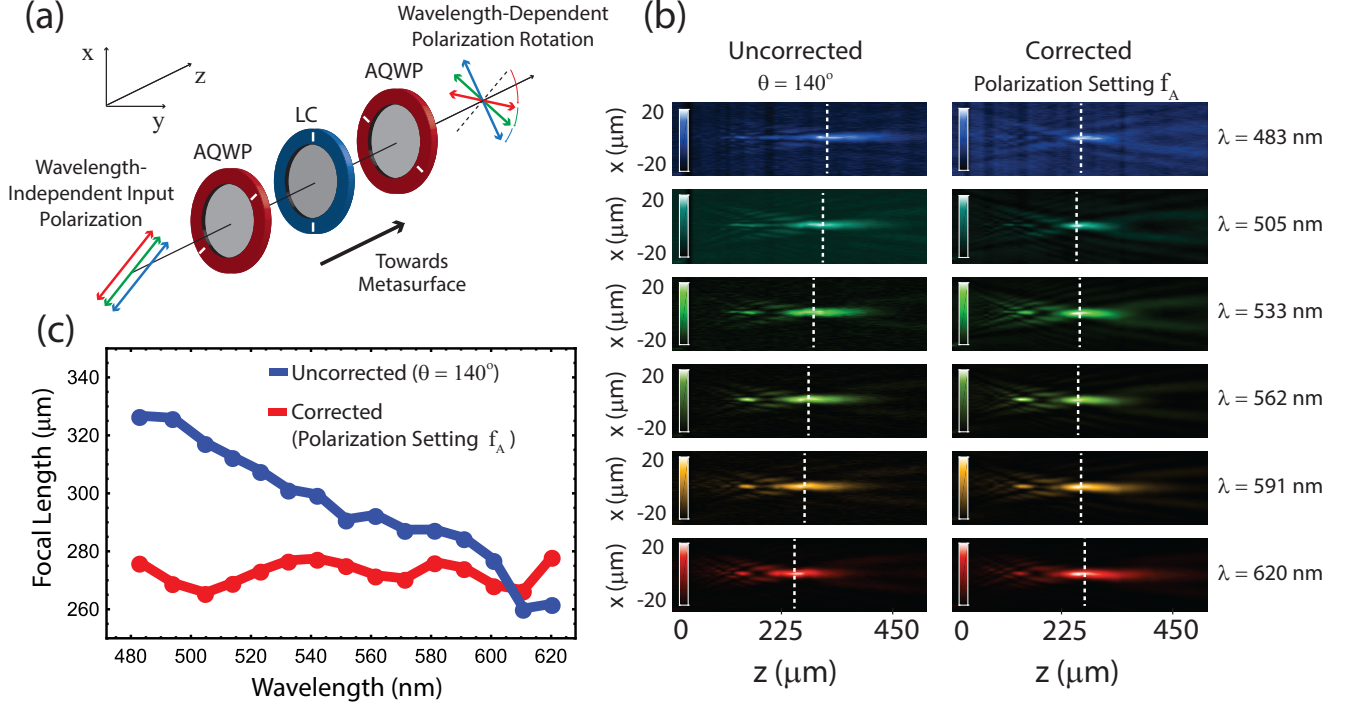 (a)
x
z
y
Wavelength-
Independent Input
Polarization
AQWP
LC
AQWP
Wavelength-Dependent
Polarization Rotation
Towards
Metasurface
(b)
Uncorrected
θ = 140°
Corrected
Polarization Setting f_A
20
x (μm)
-20
λ = 483 nm
20
x (μm)
-20
λ = 505 nm
20
x (μm)
-20
λ = 533 nm
20
x (μm)
-20
λ = 562 nm
20
x (μm)
-20
λ = 591 nm
20
x (μm)
-20
λ = 620 nm
0 225 450
0 225 450
z (μm)
z (μm)
(c)
Uncorrected (θ = 140°)
Corrected
(Polarization Setting f_A)
Focal Length (μm)
340
320
300
280
260
480 500 520 540 560 580 600 620
Wavelength (nm)